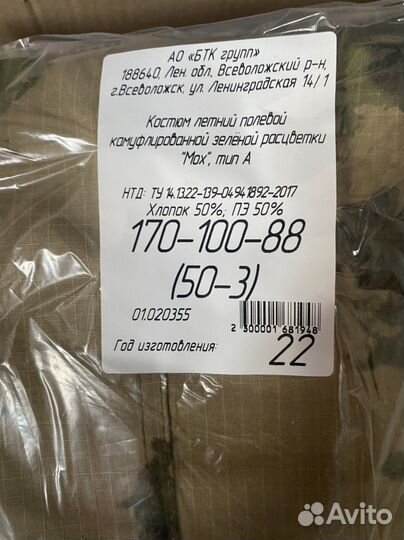 АО «БТК групп»
188640, Лен. обл., Всеволожский р-н,
г.Всеволожск, ул. Ленинградская 14/1
Костюм летний полевой
камуфлированной зелёной расцветки
"Мох", тип А
НТД: ТУ 14.13.22-139-04941892-2017
Хлопок 50%; ПЭ 50%
170-100-88
(50-3)
01.020355
2 300001 681948
Год изготовления:
22
Avito